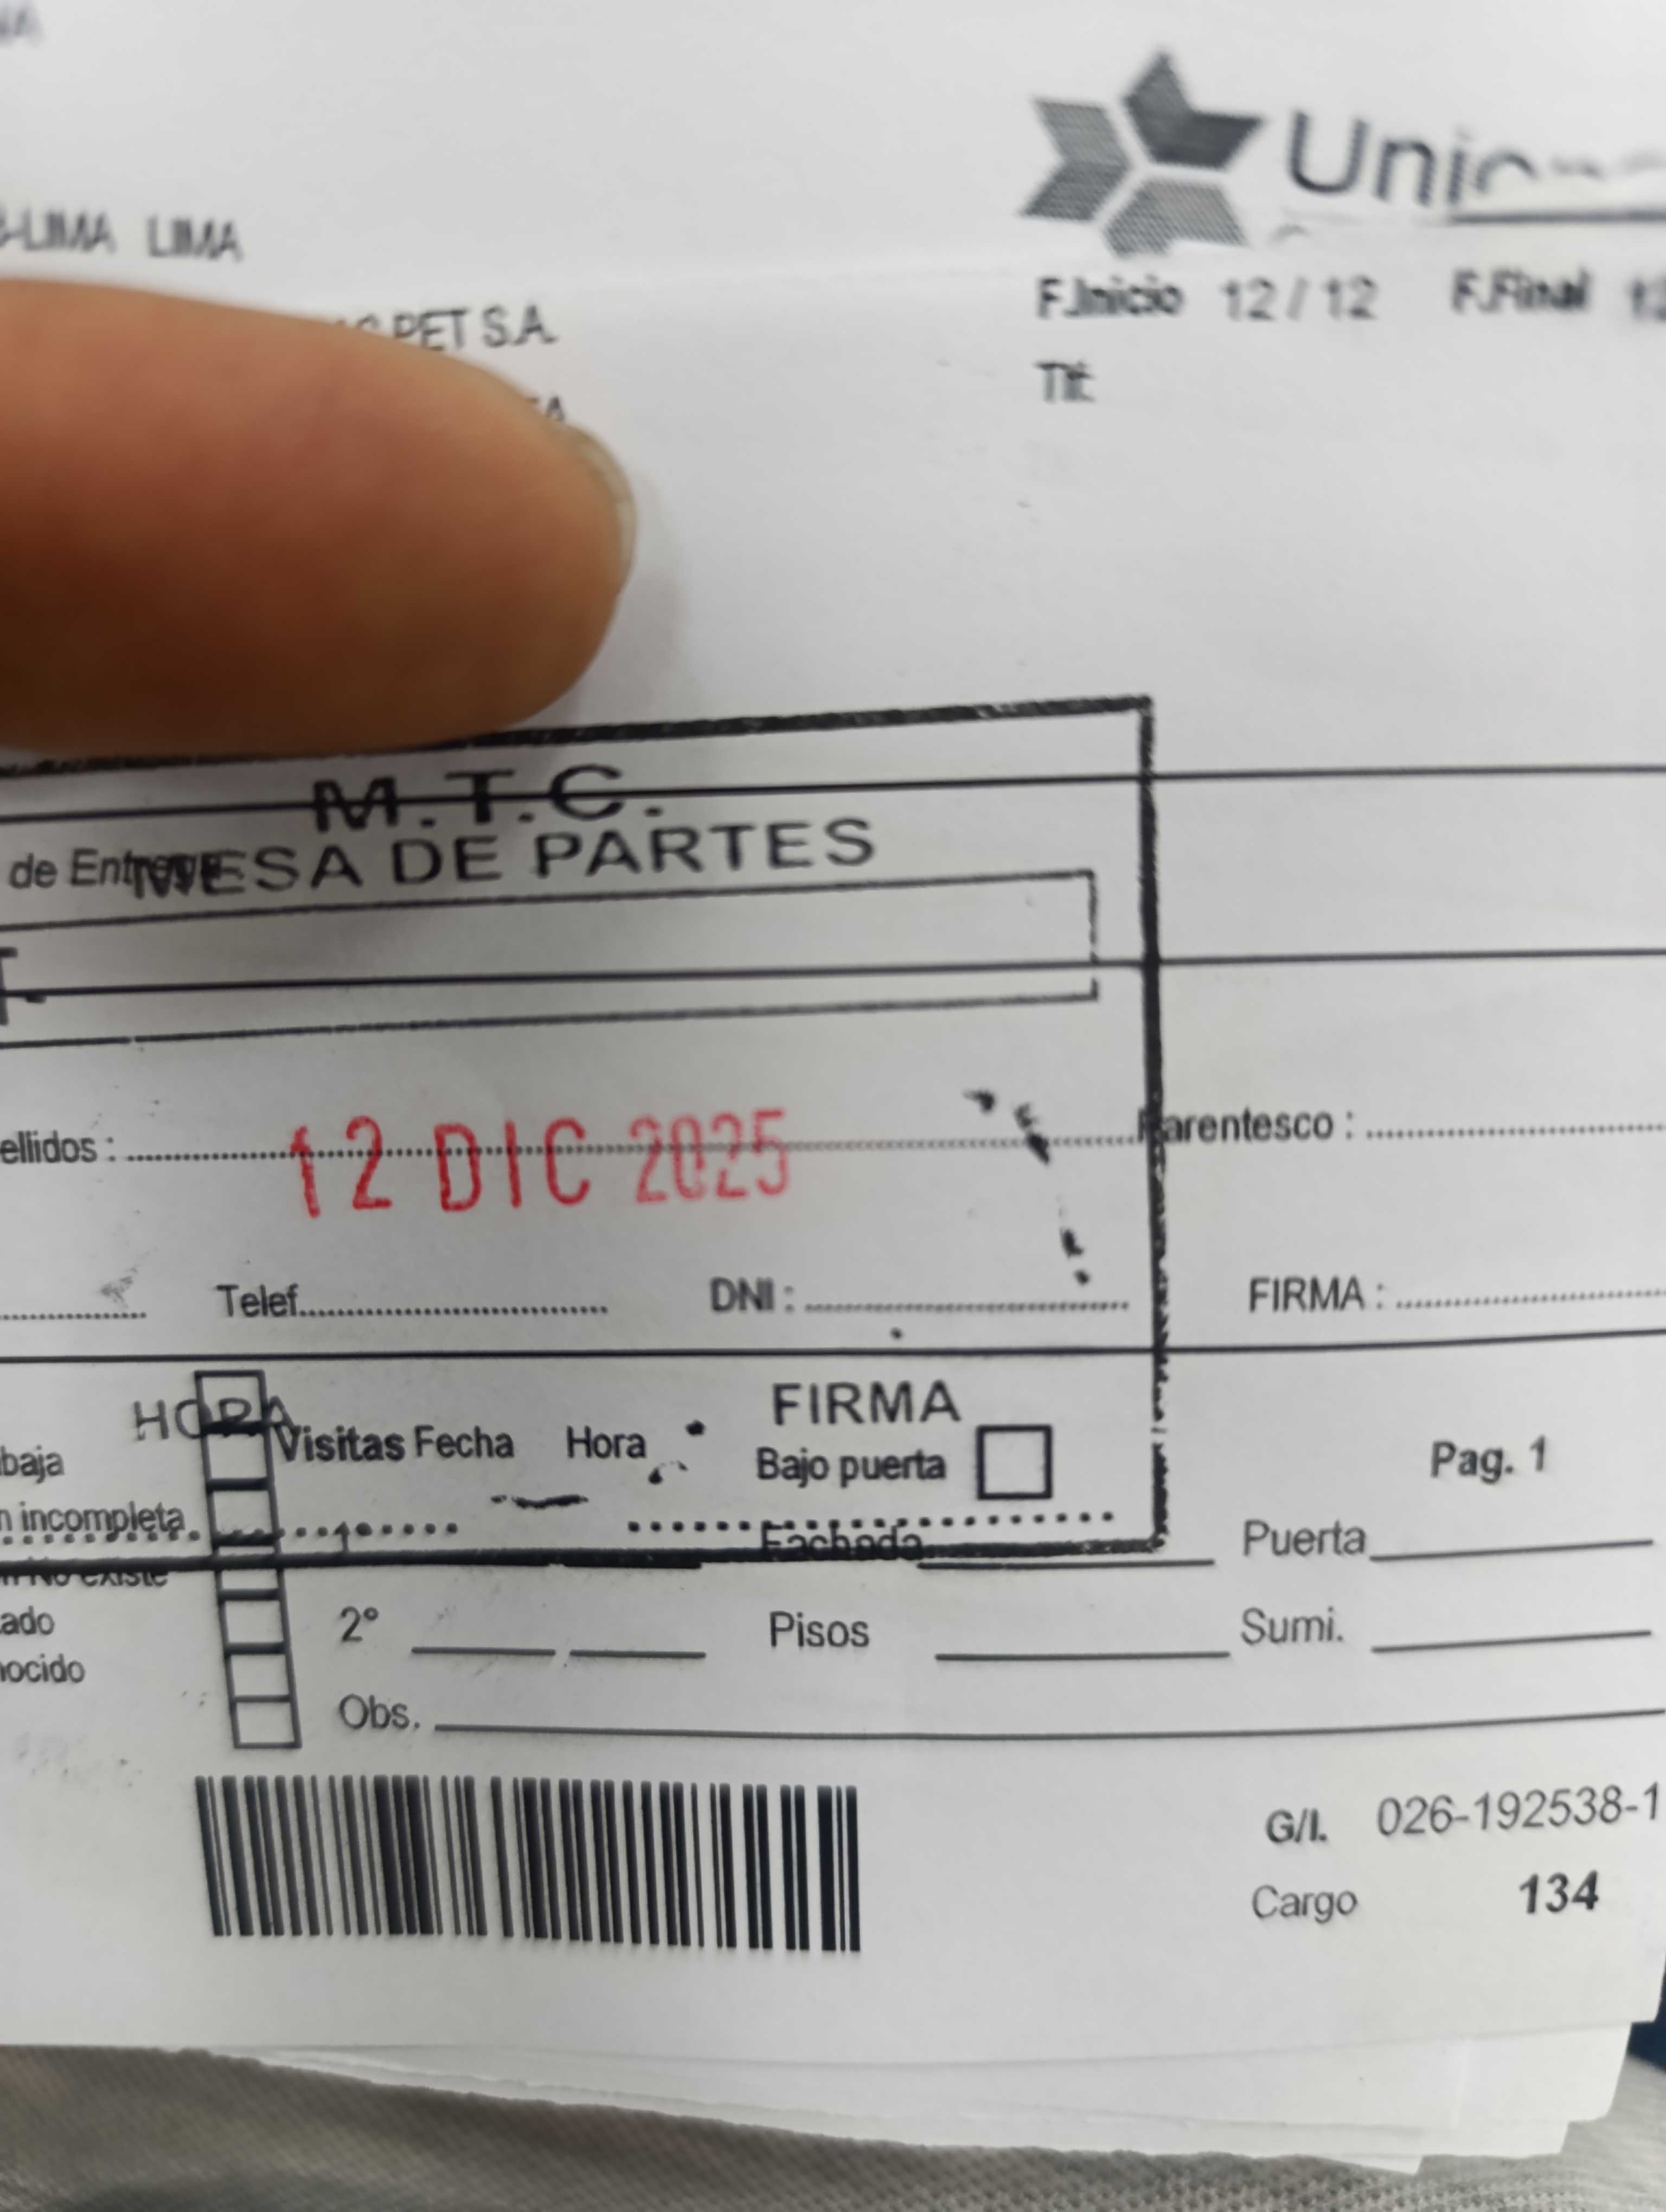 -LIMA LIMA
Uni
F.Inicio 12 / 12 F.Final
PET S.A.
Tlf:
M.T.C.
de Entrega
MESA DE PARTES
ellidos : Parentesco :
12 DIC 2025
Telef. DNI : FIRMA :
HORA FIRMA
Visitas Fecha Hora
baja Bajo puerta Pag. 1
n incompleta
1° Fachada Puerta
n No existe
ado 2° Pisos Sumi.
nocido
Obs.
G/I. 026-192538-1
Cargo 134